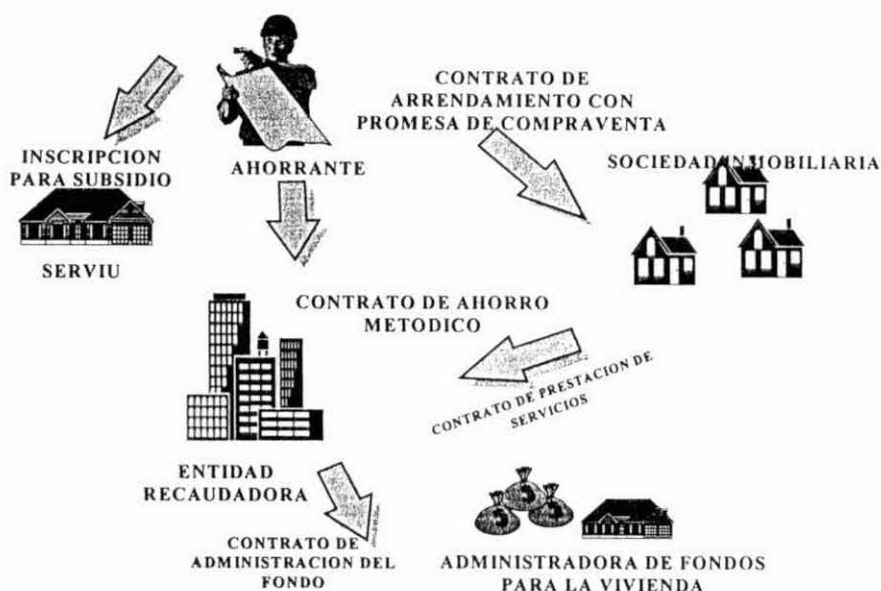 CONTRATO DE
ARRENDAMIENTO CON
PROMESA DE COMPRAVENTA
INSCRIPCION
PARA SUBSIDIO
AHORRANTE
SOCIEDAD INMOBILIARIA
SERVIU
CONTRATO DE AHORRO
METODICO
CONTRATO DE PRESTACION DE
SERVICIOS
ENTIDAD
RECAUDADORA
CONTRATO DE
ADMINISTRACION DEL
FONDO
ADMINISTRADORA DE FONDOS
PARA LA VIVIENDA